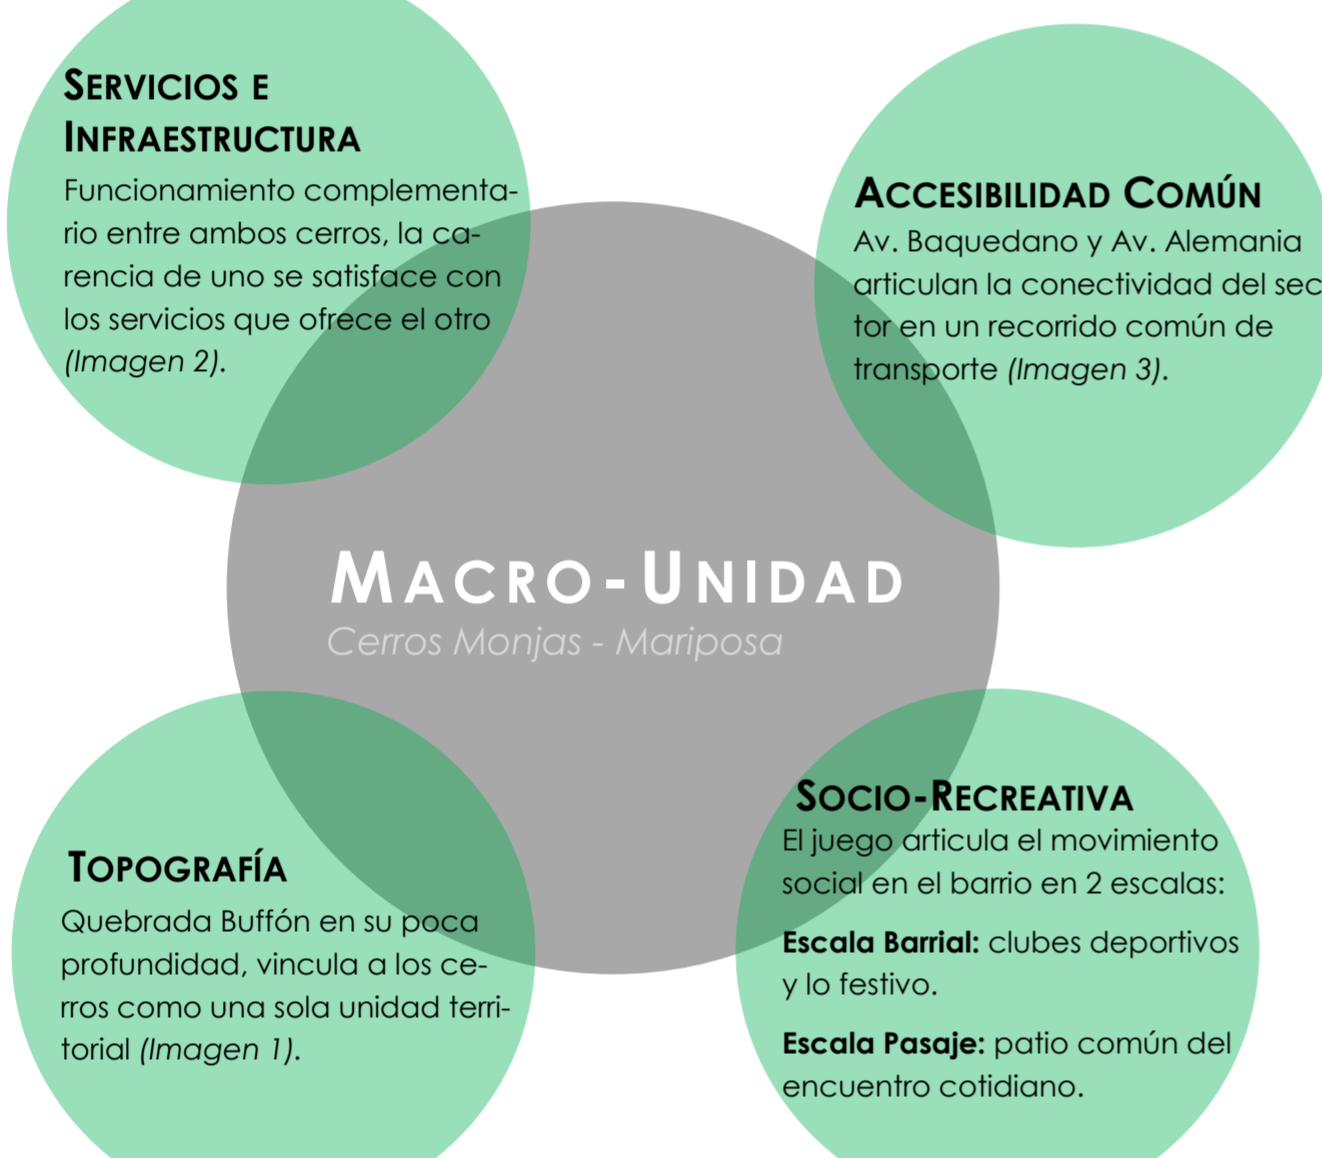 SERVICIOS E
INFRAESTRUCTURA
Funcionamiento complementa-
rio entre ambos cerros, la ca-
rencia de uno se satisface con
los servicios que ofrece el otro
(Imagen 2).
ACCESIBILIDAD COMÚN
Av. Baquedano y Av. Alemania
articulan la conectividad del sec
tor en un recorrido común de
transporte (Imagen 3).
MACRO-UNIDAD
Cerros Monjas - Mariposa
TOPOGRAFÍA
Quebrada Buffón en su poca
profundidad, vincula a los ce-
rros como una sola unidad terri-
torial (Imagen 1).
SOCIO-RECREATIVA
El juego articula el movimiento
social en el barrio en 2 escalas:
Escala Barrial: clubes deportivos
y lo festivo.
Escala Pasaje: patio común del
encuentro cotidiano.